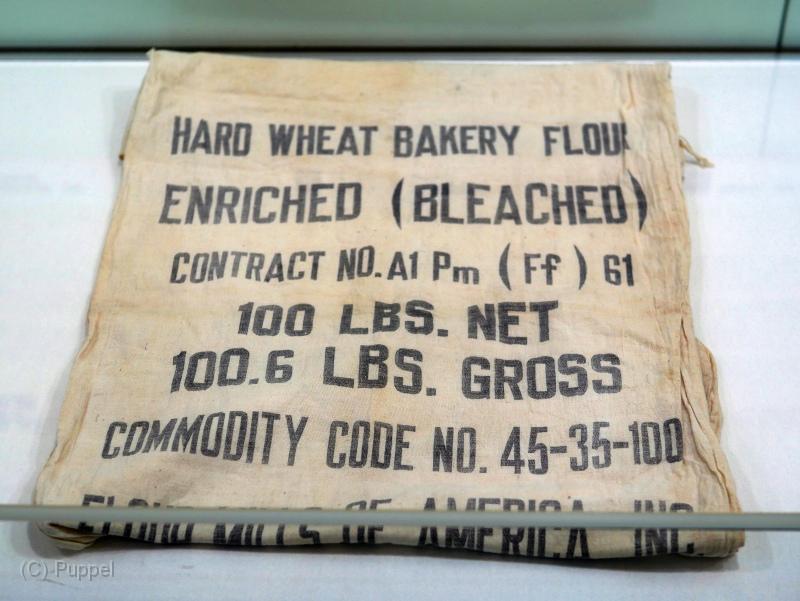 HARD WHEAT BAKERY FLOUR
ENRICHED (BLEACHED)
CONTRACT NO. A1 Pm (Ff) 61
100 LBS. NET
100.6 LBS. GROSS
COMMODITY CODE NO. 45-35-100
FLOUR MILLS OF AMERICA, INC.
(C)-Puppel